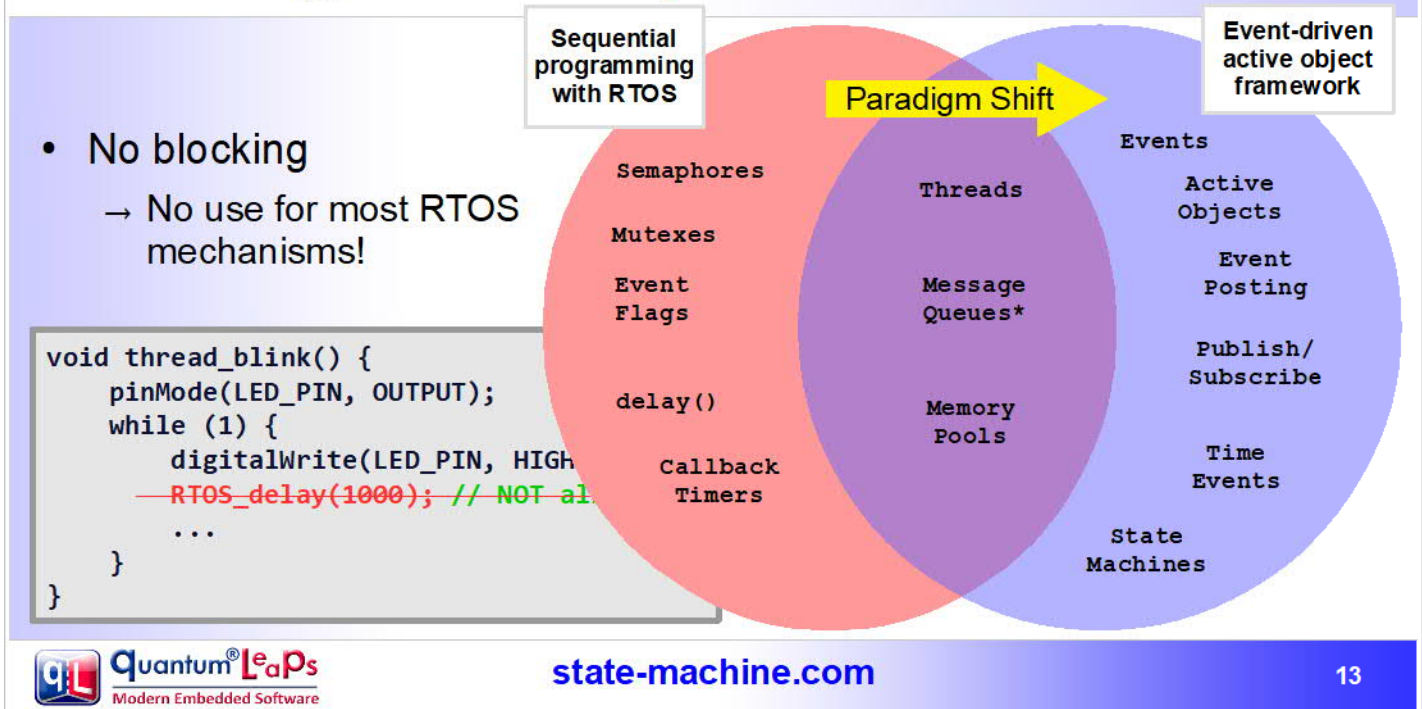 Sequential
programming
with RTOS
Event-driven
active object
framework
Paradigm Shift
• No blocking
→ No use for most RTOS
mechanisms!
void thread_blink() {
pinMode(LED_PIN, OUTPUT);
while (1) {
digitalWrite(LED_PIN, HIGH
RTOS_delay(1000); // NOT al
...
}
}
Semaphores
Mutexes
Event
Flags
delay()
Callback
Timers
Threads
Message
Queues*
Memory
Pools
Events
Active
Objects
Event
Posting
Publish/
Subscribe
Time
Events
State
Machines
QL
Quantum® LeaPs
Modern Embedded Software
state-machine.com
13